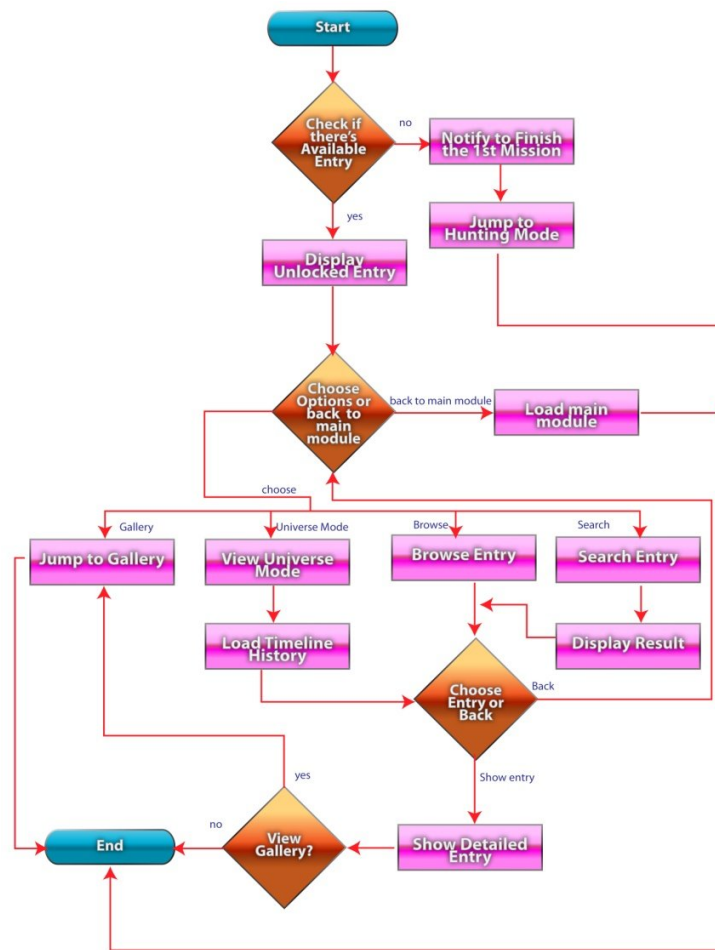 Start
Check if
there's
Available
Entry
no
Notify to Finish
the 1st Mission
yes
Jump to
Hunting Mode
Display
Unlocked Entry
Choose
Options or
back to
main
module
back to main module
Load main
module
choose
Gallery
Universe Mode
Browse
Search
Jump to Gallery
View Universe
Mode
Browse Entry
Search Entry
Load Timeline
History
Display Result
Choose
Entry or
Back
Back
Show entry
yes
no
End
View
Gallery?
Show Detailed
Entry